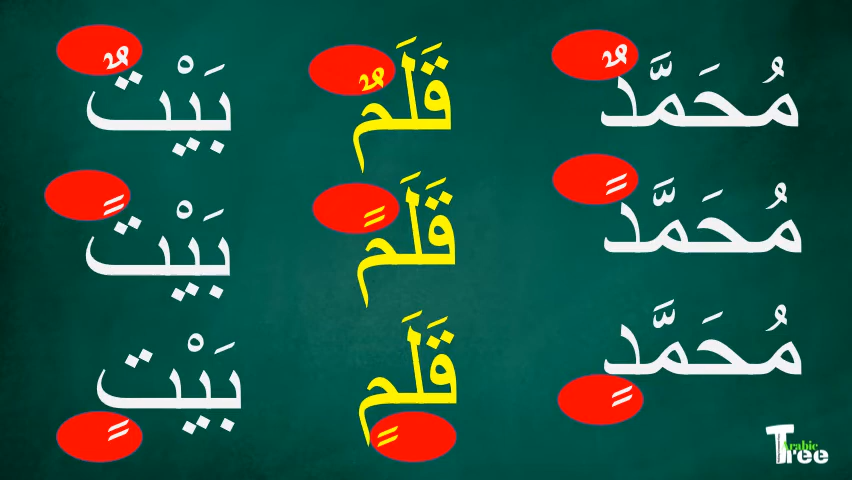 مُحَمَّدٌ قَلَمٌ بَيْتٌ
مُحَمَّدً قَلَمً بَيْتً
مُحَمَّدٍ قَلَمٍ بَيْتٍ
Arabic Tree